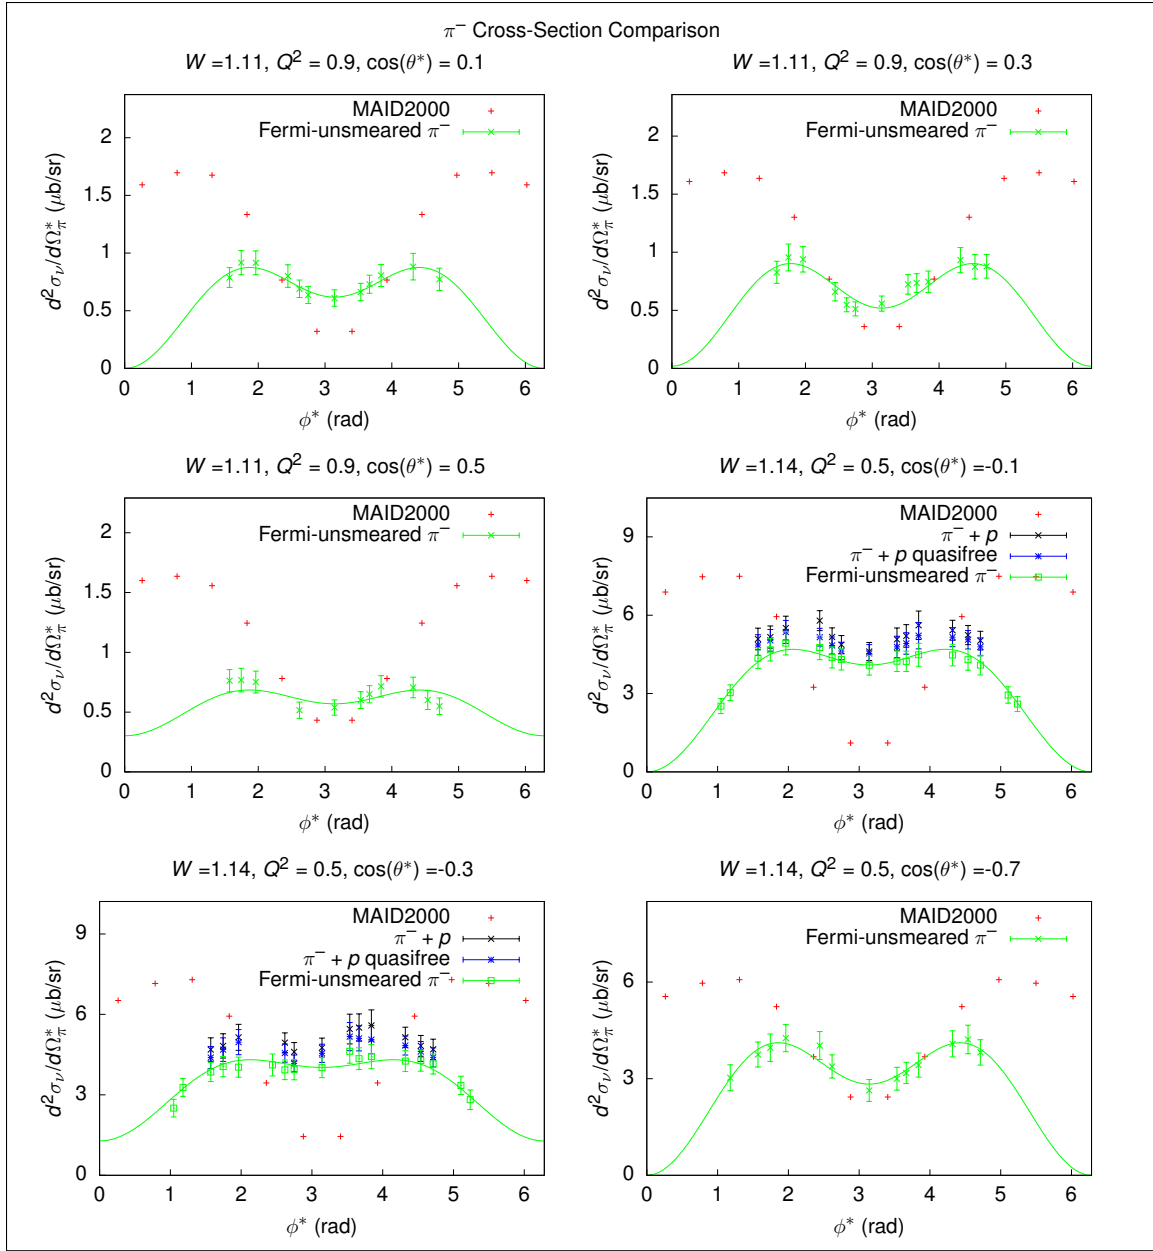 π⁻ Cross-Section Comparison
W =1.11, Q² = 0.9, cos(θ*) = 0.1
MAID2000
Fermi-unsmeared π⁻
d²σᵥ/dΩ*π (μb/sr)
2
1.5
1
0.5
0
0 1 2 3 4 5 6
ϕ* (rad)
W =1.11, Q² = 0.9, cos(θ*) = 0.3
MAID2000
Fermi-unsmeared π⁻
d²σᵥ/dΩ*π (μb/sr)
2
1.5
1
0.5
0
0 1 2 3 4 5 6
ϕ* (rad)
W =1.11, Q² = 0.9, cos(θ*) = 0.5
MAID2000
Fermi-unsmeared π⁻
d²σᵥ/dΩ*π (μb/sr)
2
1.5
1
0.5
0
0 1 2 3 4 5 6
ϕ* (rad)
W =1.14, Q² = 0.5, cos(θ*) =-0.1
MAID2000
π⁻ + p
π⁻ + p quasifree
Fermi-unsmeared π⁻
d²σᵥ/dΩ*π (μb/sr)
9
6
3
0
0 1 2 3 4 5 6
ϕ* (rad)
W =1.14, Q² = 0.5, cos(θ*) =-0.3
MAID2000
π⁻ + p
π⁻ + p quasifree
Fermi-unsmeared π⁻
d²σᵥ/dΩ*π (μb/sr)
9
6
3
0
0 1 2 3 4 5 6
ϕ* (rad)
W =1.14, Q² = 0.5, cos(θ*) =-0.7
MAID2000
Fermi-unsmeared π⁻
d²σᵥ/dΩ*π (μb/sr)
6
3
0
0 1 2 3 4 5 6
ϕ* (rad)